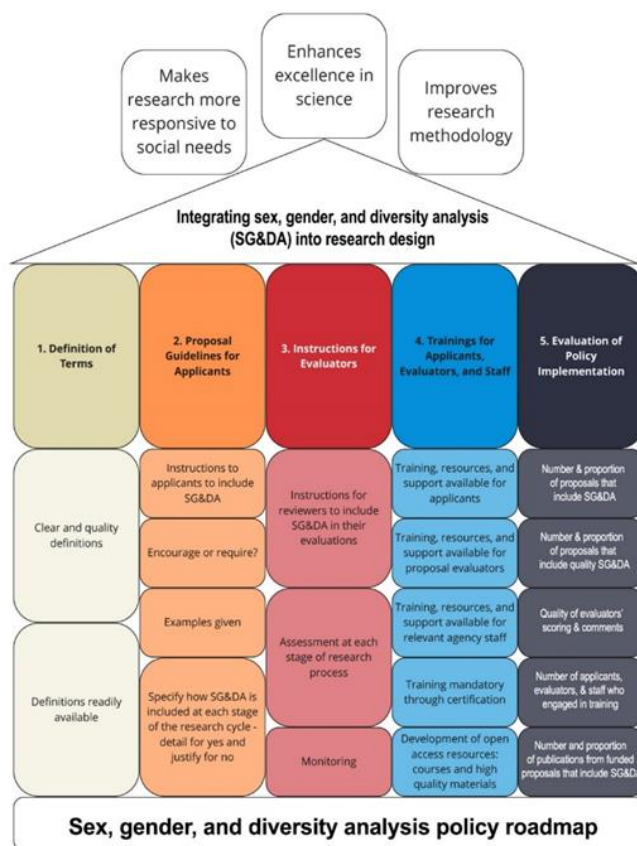 Makes
research more
responsive to
social needs
Enhances
excellence in
science
Improves
research
methodology
Integrating sex, gender, and diversity analysis
(SG&DA) into research design
1. Definition of
Terms
2. Proposal
Guidelines for
Applicants
3. Instructions for
Evaluators
4. Trainings for
Applicants,
Evaluators, and Staff
5. Evaluation of
Policy
Implementation
Clear and quality
definitions
Definitions readily
available
Instructions to
applicants to include
SG&DA
Encourage or require?
Examples given
Specify how SG&DA is
included at each stage
of the research cycle -
detail for yes and
justify for no
Instructions for
reviewers to include
SG&DA in their
evaluations
Assessment at each
stage of research
process
Monitoring
Training, resources, and
support available for
applicants
Training, resources, and
support available for
proposal evaluators
Training, resources, and
support available for
relevant agency staff
Training mandatory
through certification
Development of open
access resources:
courses and high
quality materials
Number & proportion
of proposals that
include SG&DA
Number & proportion
of proposals that
include quality SG&DA
Quality of evaluators'
scoring & comments
Number of applicants,
evaluators, & staff who
engaged in training
Number and proportion
of publications from funded
proposals that include SG&DA
Sex, gender, and diversity analysis policy roadmap